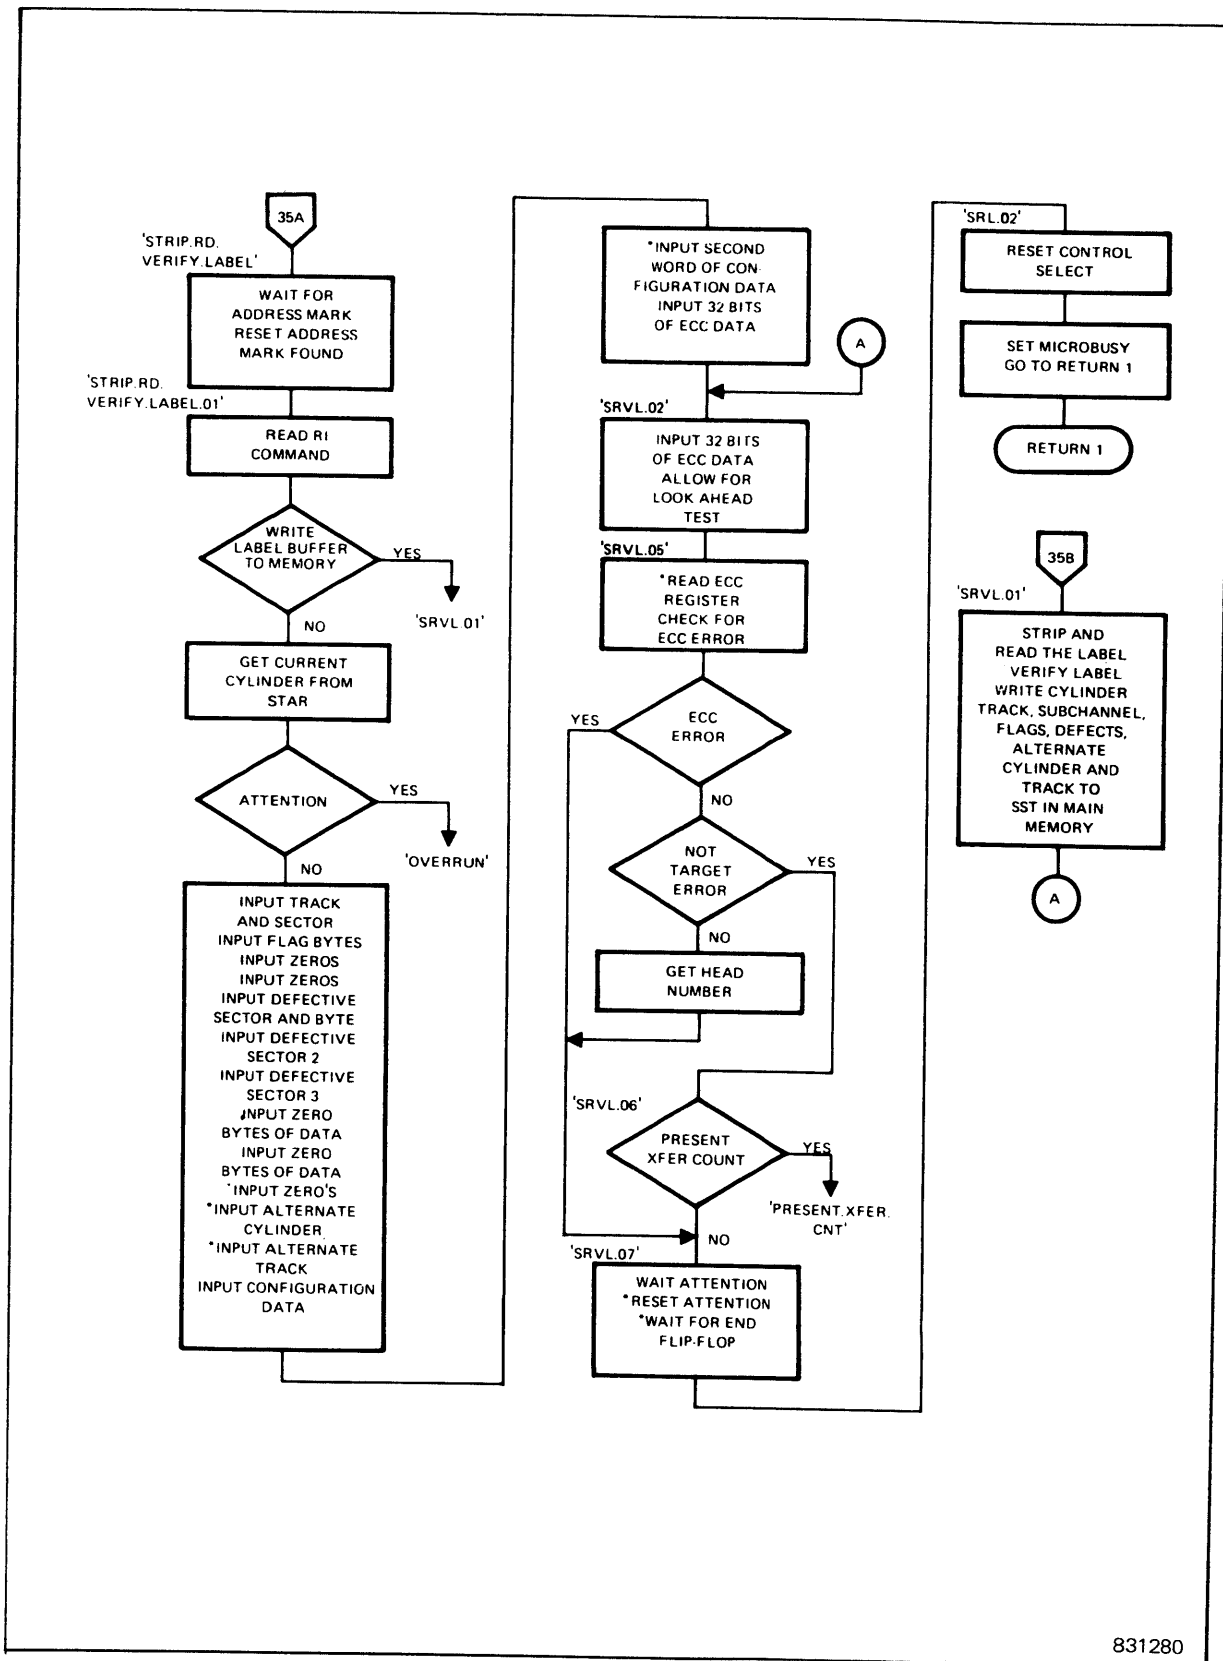 35A
'STRIP.RD.
VERIFY.LABEL'
WAIT FOR
ADDRESS MARK
RESET ADDRESS
MARK FOUND
'STRIP.RD.
VERIFY.LABEL.01'
READ RI
COMMAND
WRITE
LABEL BUFFER
TO MEMORY
YES
'SRVL.01'
NO
GET CURRENT
CYLINDER FROM
STAR
ATTENTION
YES
'OVERRUN'
NO
INPUT TRACK
AND SECTOR
INPUT FLAG BYTES
INPUT ZEROS
INPUT ZEROS
INPUT DEFECTIVE
SECTOR AND BYTE
INPUT DEFECTIVE
SECTOR 2
INPUT DEFECTIVE
SECTOR 3
INPUT ZERO
BYTES OF DATA
INPUT ZERO
BYTES OF DATA
*INPUT ZERO'S
*INPUT ALTERNATE
CYLINDER
*INPUT ALTERNATE
TRACK
INPUT CONFIGURATION
DATA
*INPUT SECOND
WORD OF CON-
FIGURATION DATA
INPUT 32 BITS
OF ECC DATA
A
'SRVL.02'
INPUT 32 BITS
OF ECC DATA
ALLOW FOR
LOOK AHEAD
TEST
'SRVL.05'
*READ ECC
REGISTER
CHECK FOR
ECC ERROR
YES
ECC
ERROR
NO
NOT
TARGET
ERROR
YES
NO
GET HEAD
NUMBER
'SRVL.06'
PRESENT
XFER COUNT
YES
'PRESENT.XFER.
CNT'
NO
'SRVL.07'
WAIT ATTENTION
*RESET ATTENTION
*WAIT FOR END
FLIP-FLOP
'SRL.02'
RESET CONTROL
SELECT
SET MICROBUSY
GO TO RETURN 1
RETURN 1
35B
'SRVL.01'
STRIP AND
READ THE LABEL
VERIFY LABEL
WRITE CYLINDER
TRACK, SUBCHANNEL,
FLAGS, DEFECTS,
ALTERNATE
CYLINDER AND
TRACK TO
SST IN MAIN
MEMORY
A
831280